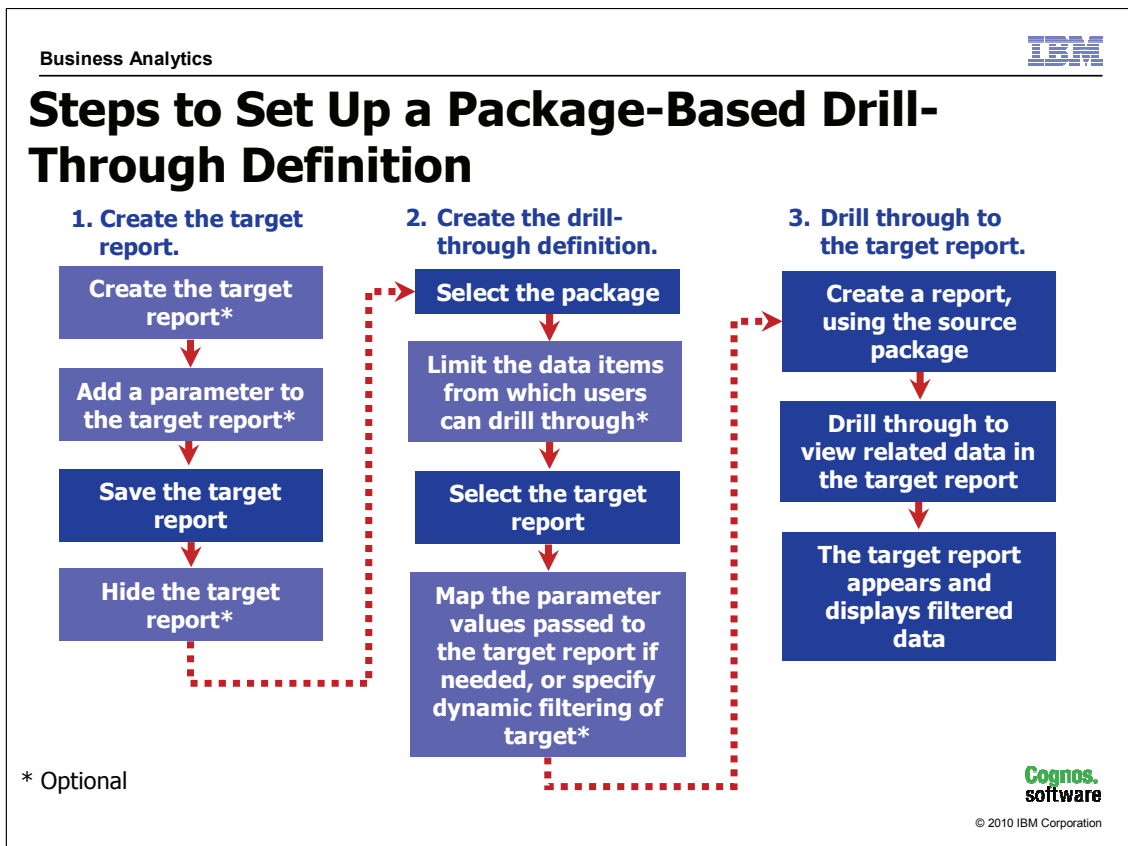 Business Analytics
IBM
Steps to Set Up a Package-Based Drill-
Through Definition
1. Create the target
report.
Create the target
report*
Add a parameter to
the target report*
Save the target
report
Hide the target
report*
2. Create the drill-
through definition.
Select the package
Limit the data items
from which users
can drill through*
Select the target
report
Map the parameter
values passed to
the target report if
needed, or specify
dynamic filtering of
target*
3. Drill through to
the target report.
Create a report,
using the source
package
Drill through to
view related data in
the target report
The target report
appears and
displays filtered
data
* Optional
Cognos.
software
© 2010 IBM Corporation